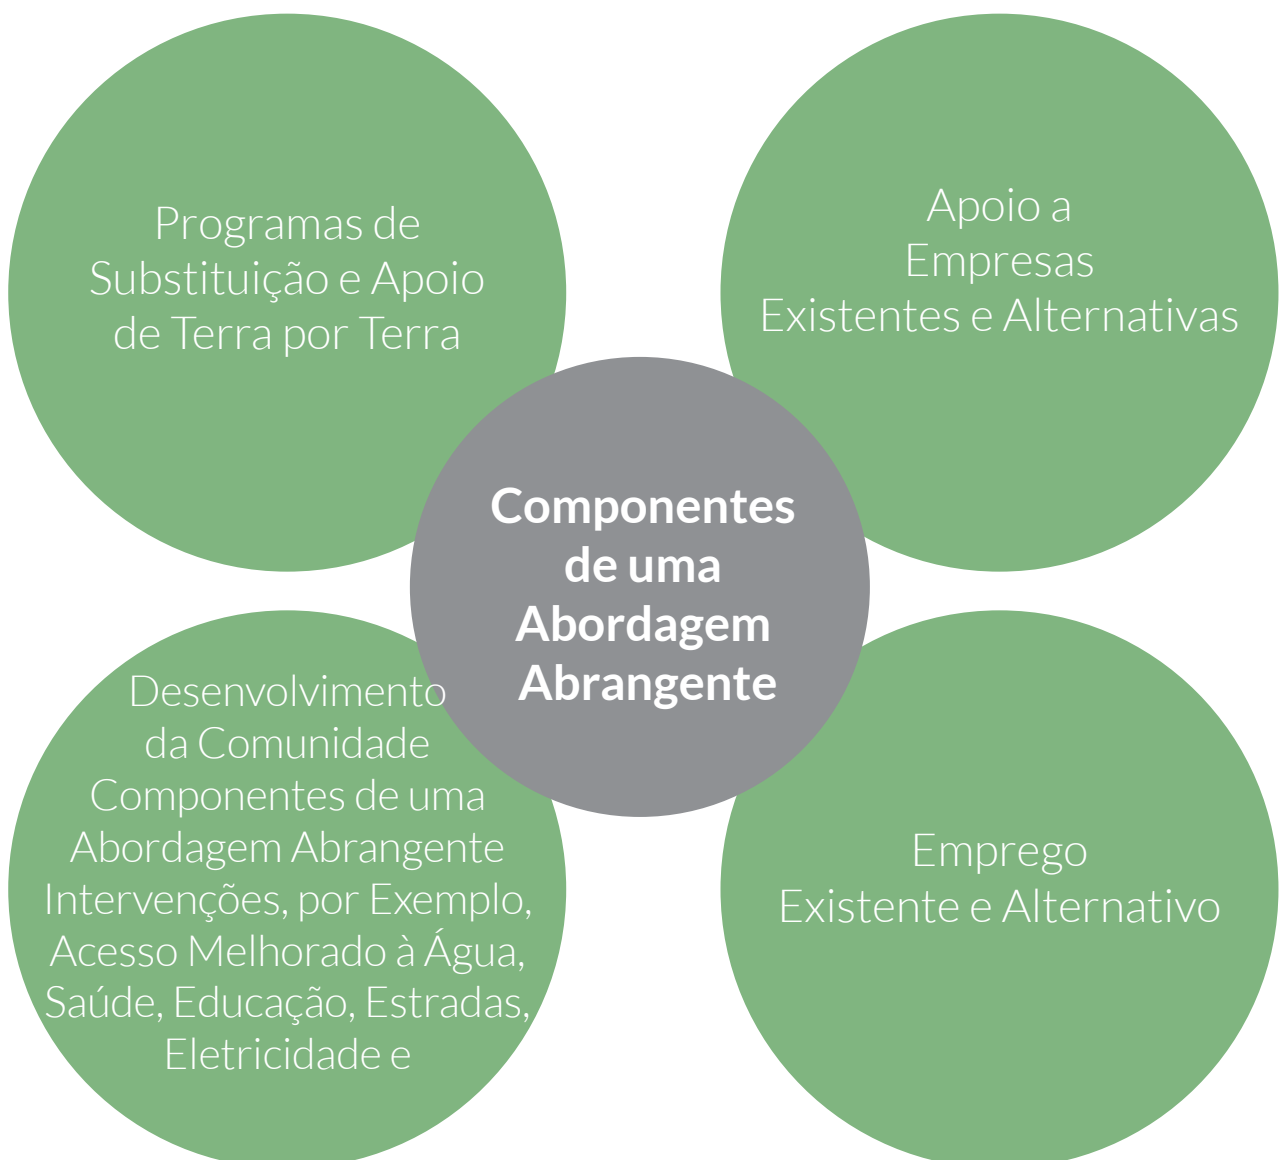 Programas de
Substituição e Apoio
de Terra por Terra
Apoio a
Empresas
Existentes e Alternativas
Componentes
de uma
Abordagem
Abrangente
Desenvolvimento
da Comunidade
Componentes de uma
Abordagem Abrangente
Intervenções, por Exemplo,
Acesso Melhorado à Água,
Saúde, Educação, Estradas,
Eletricidade e
Emprego
Existente e Alternativo